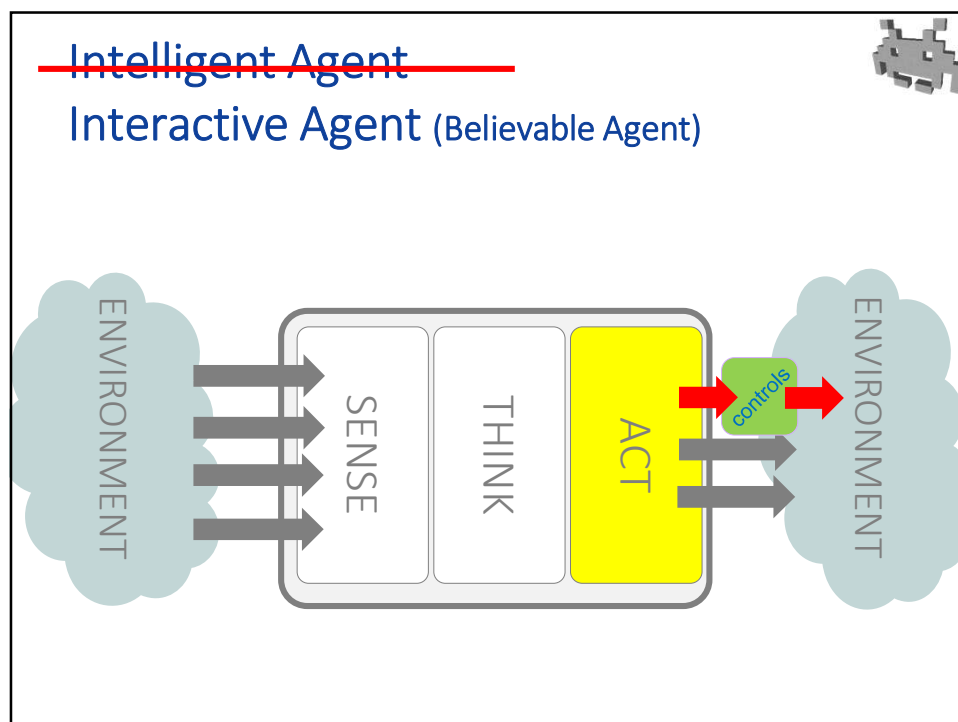 Intelligent Agent
Interactive Agent (Believable Agent)
ENVIRONMENT
SENSE
THINK
ACT
controls
ENVIRONMENT